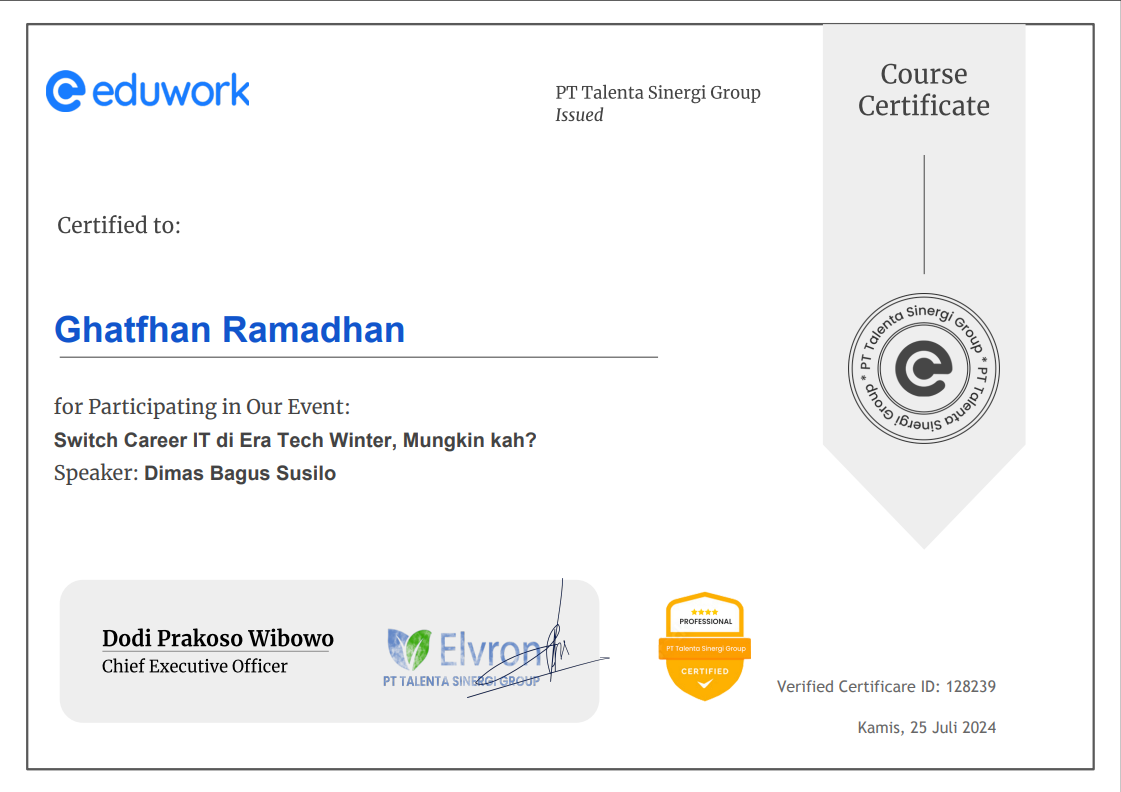 eduwork
PT Talenta Sinergi Group
Issued
Course
Certificate
Certified to:
Ghatfhan Ramadhan
for Participating in Our Event:
Switch Career IT di Era Tech Winter, Mungkin kah?
Speaker: Dimas Bagus Susilo
* PT Talenta Sinergi Group * PT Talenta Sinergi Group
Dodi Prakoso Wibowo
Chief Executive Officer
Elvron
PT TALENTA SINERGI GROUP
PROFESSIONAL
PT Talenta Sinergi Group
CERTIFIED
Verified Certificare ID: 128239
Kamis, 25 Juli 2024